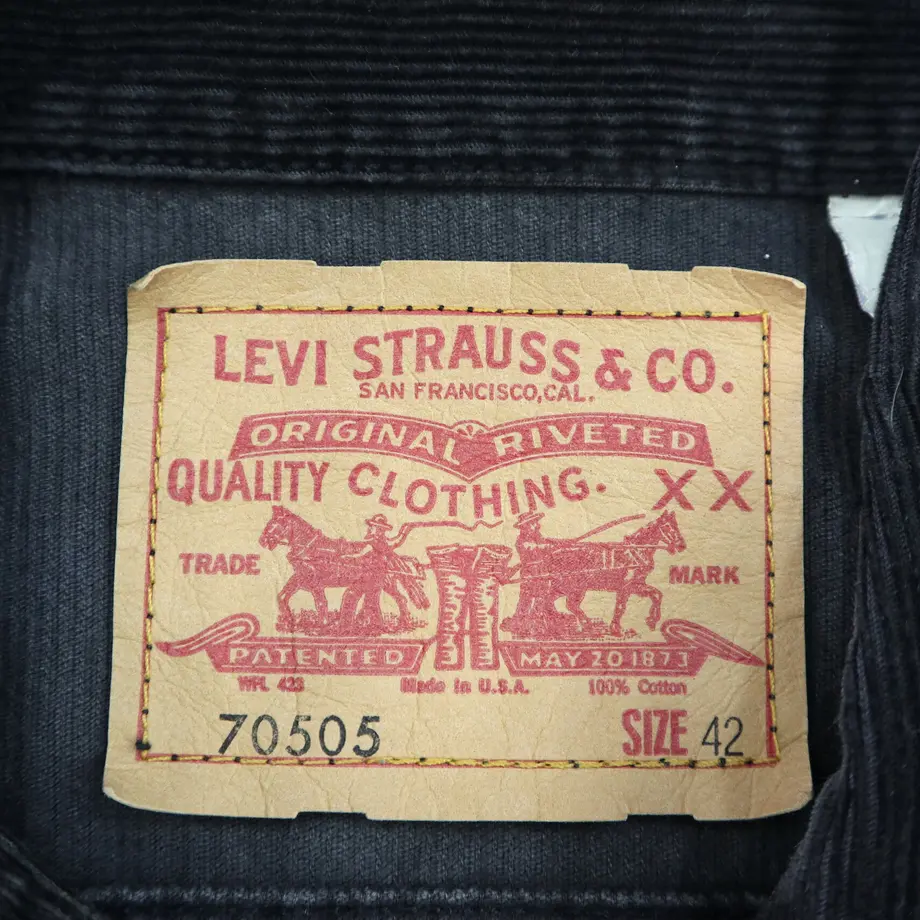 LEVI STRAUSS & CO.
SAN FRANCISCO, CAL.
ORIGINAL RIVETED
QUALITY CLOTHING. XX
TRADE MARK
PATENTED MAY 20 1873
WPL 423 Made in U.S.A. 100% Cotton
70505 SIZE 42